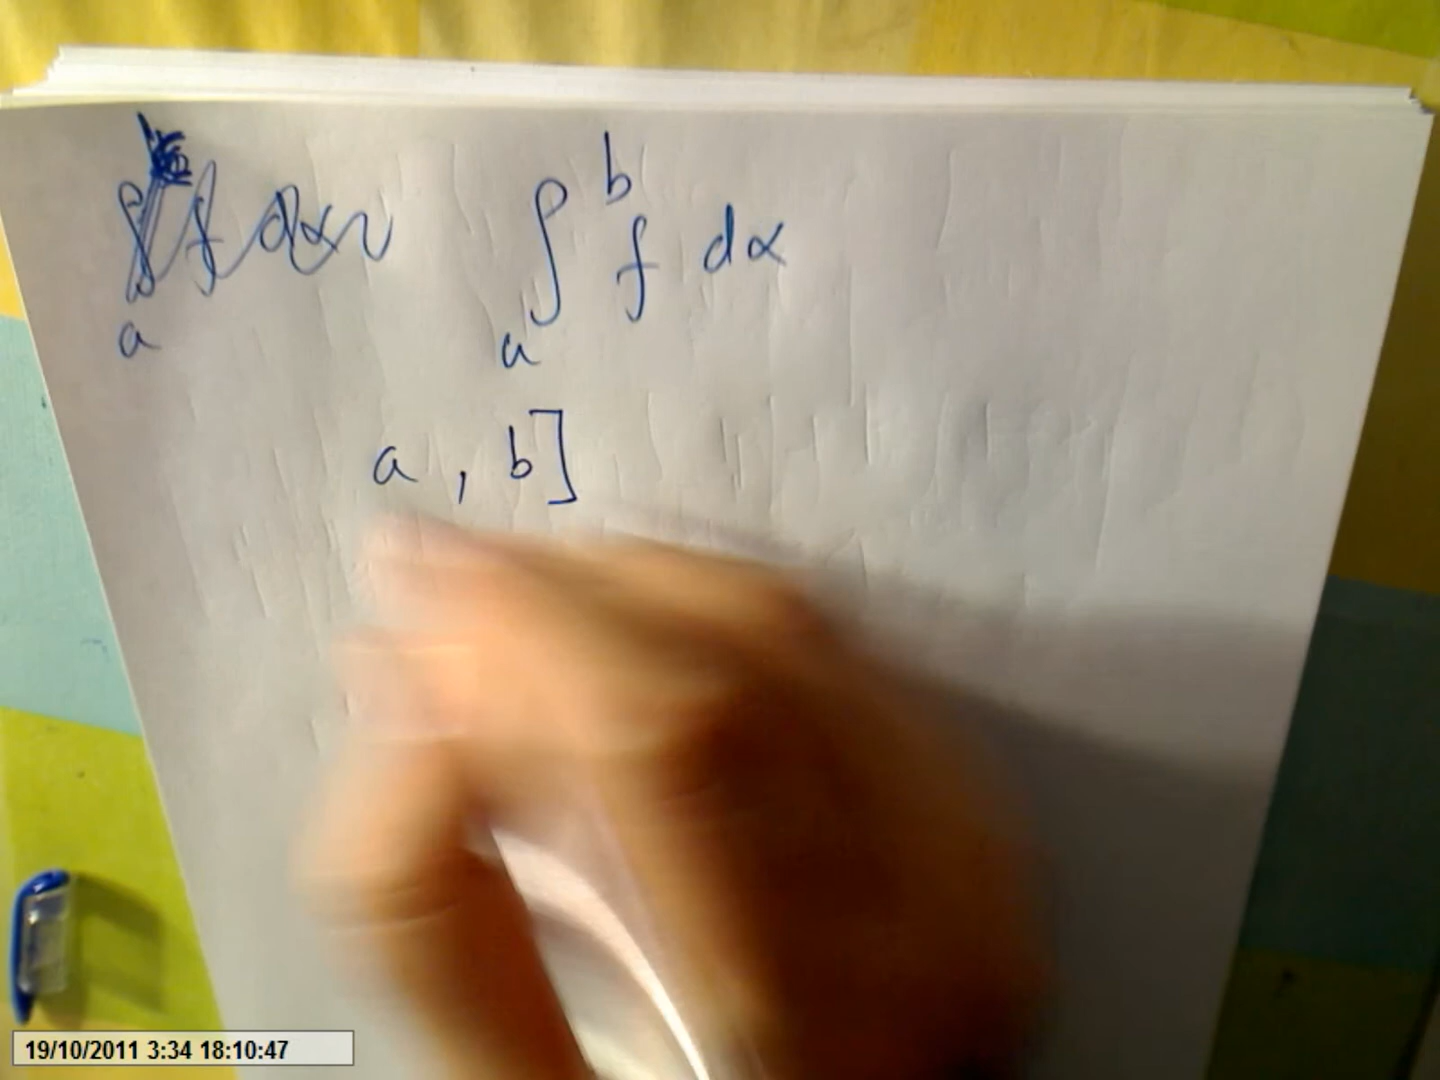 ∫_a^b f dα
a , b]
19/10/2011 3:34 18:10:47